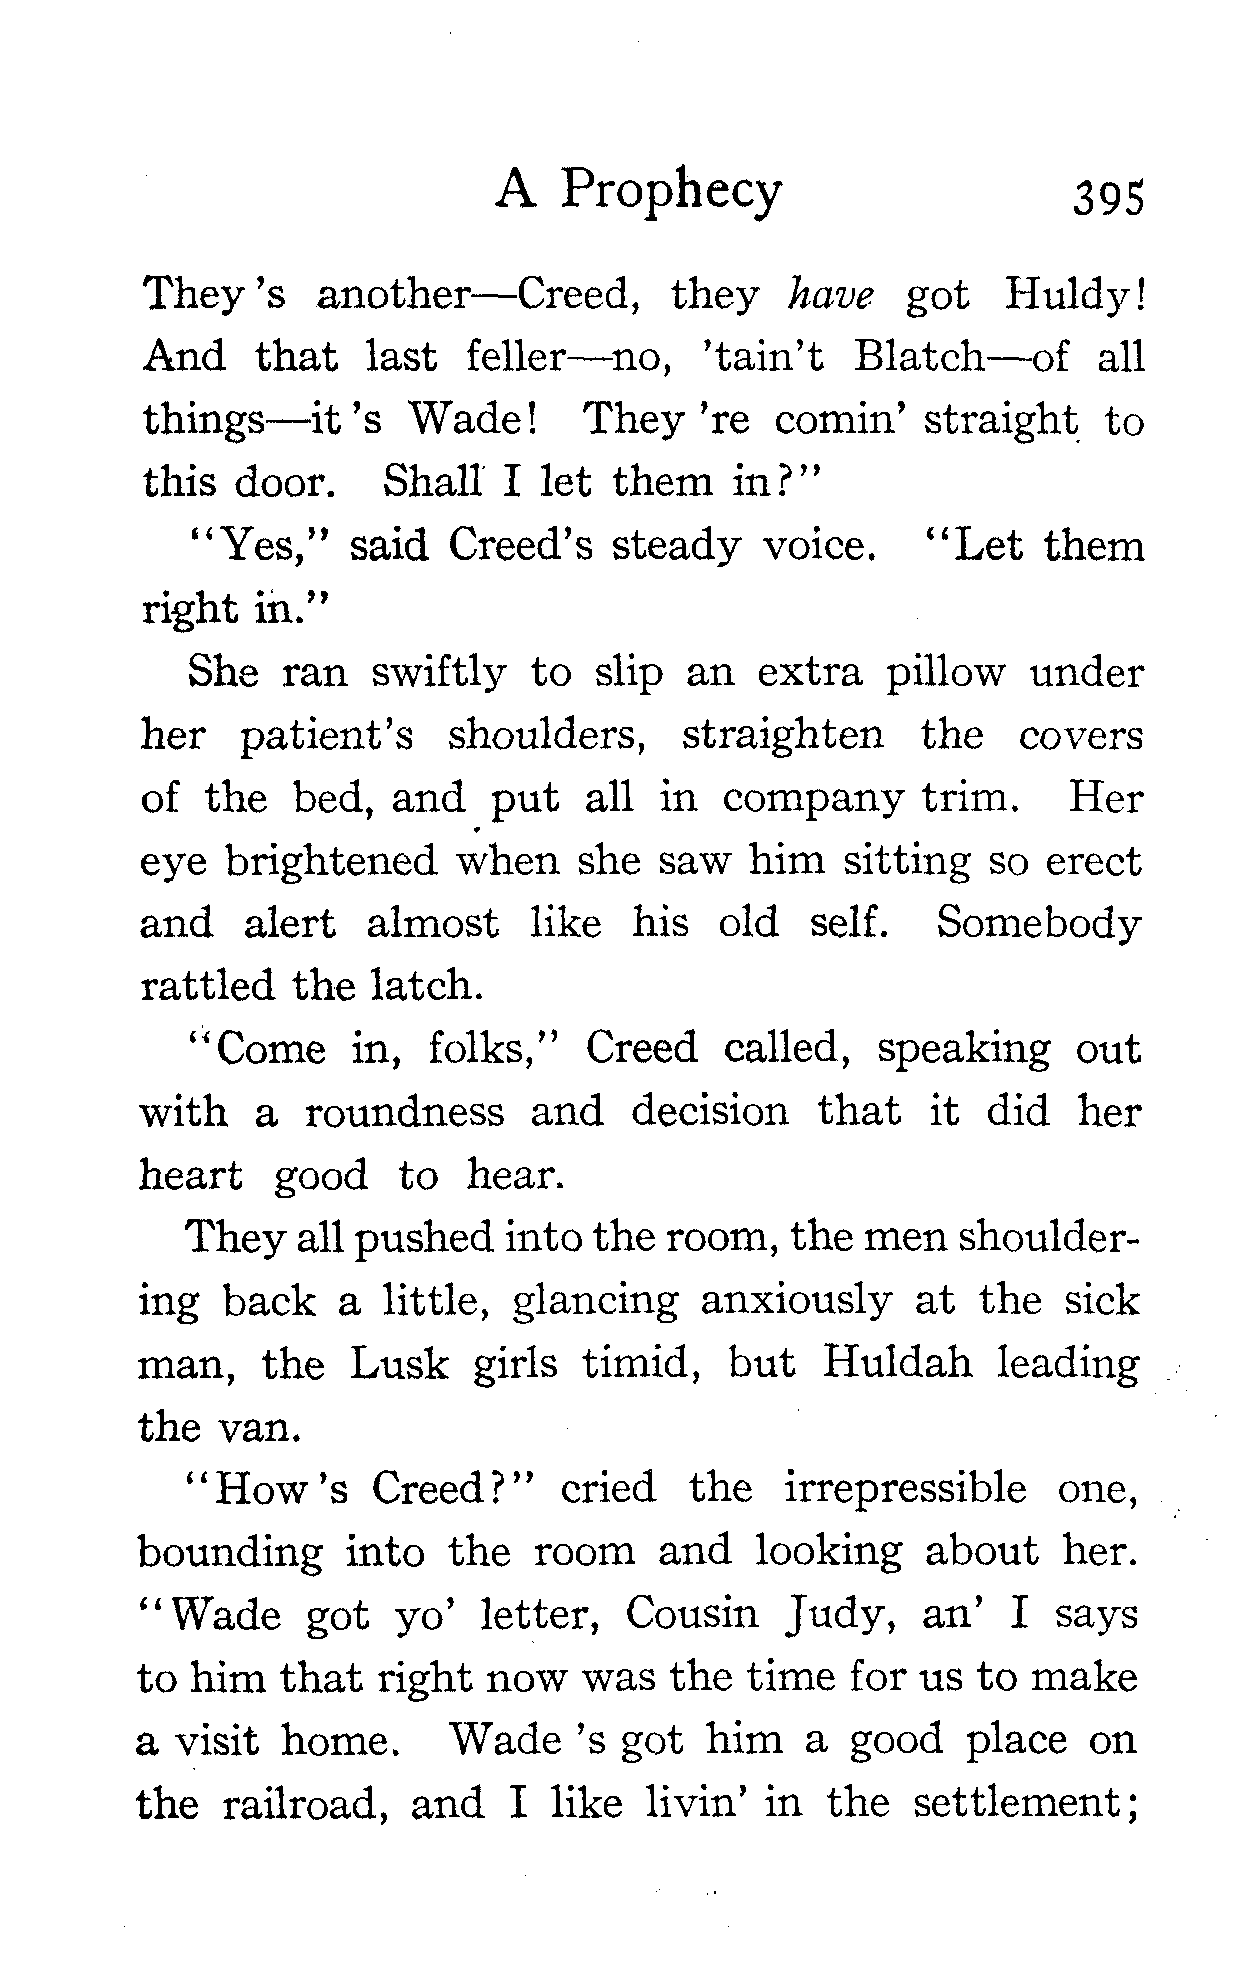 A Prophecy 395
They 's another—Creed, they have got Huldy!
And that last feller—no, 'tain't Blatch—of all
things—it 's Wade! They 're comin' straight to
this door. Shall I let them in?"
"Yes," said Creed's steady voice. "Let them
right in."
She ran swiftly to slip an extra pillow under
her patient's shoulders, straighten the covers
of the bed, and put all in company trim. Her
eye brightened when she saw him sitting so erect
and alert almost like his old self. Somebody
rattled the latch.
"Come in, folks," Creed called, speaking out
with a roundness and decision that it did her
heart good to hear.
They all pushed into the room, the men shoulder-
ing back a little, glancing anxiously at the sick
man, the Lusk girls timid, but Huldah leading
the van.
"How 's Creed?" cried the irrepressible one,
bounding into the room and looking about her.
"Wade got yo' letter, Cousin Judy, an' I says
to him that right now was the time for us to make
a visit home. Wade 's got him a good place on
the railroad, and I like livin' in the settlement;